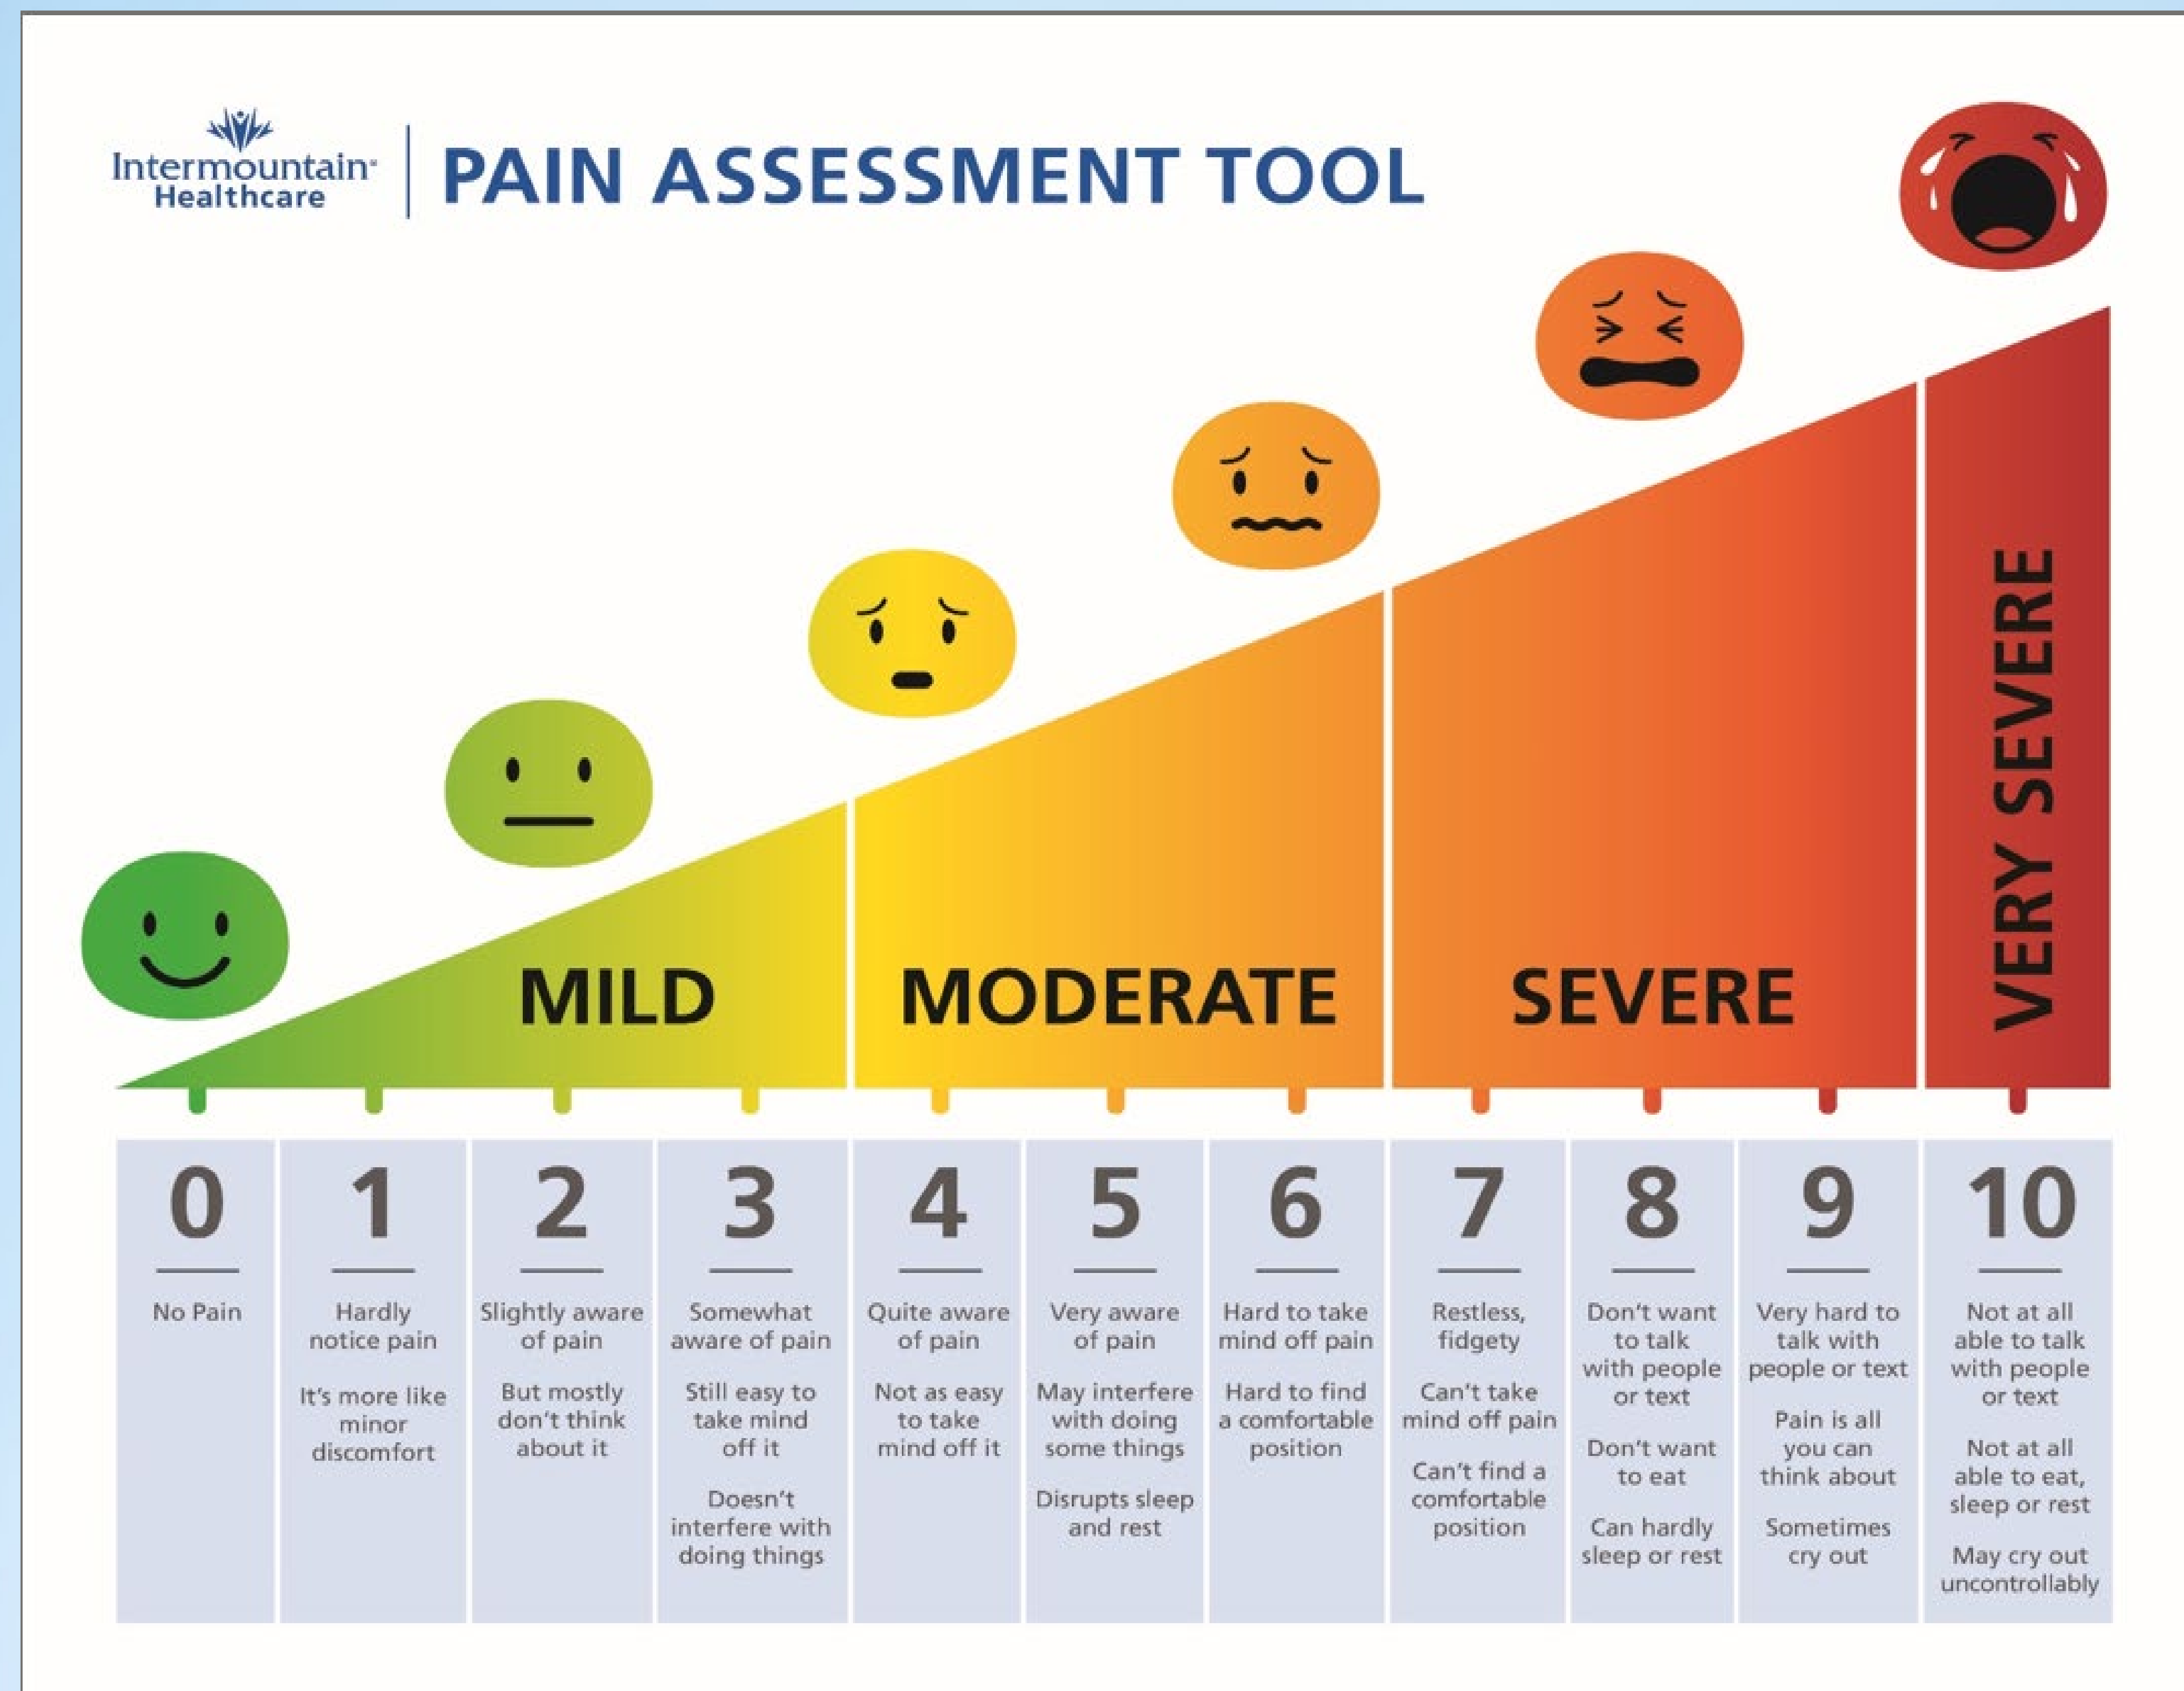 Intermountain®
Healthcare
PAIN ASSESSMENT TOOL
MILD
MODERATE
SEVERE
VERY SEVERE
0
No Pain
1
Hardly
notice pain
It's more like
minor
discomfort
2
Slightly aware
of pain
But mostly
don't think
about it
3
Somewhat
aware of pain
Still easy to
take mind
off it
Doesn't
interfere with
doing things
4
Quite aware
of pain
Not as easy
to take
mind off it
5
Very aware
of pain
May interfere
with doing
some things
Disrupts sleep
and rest
6
Hard to take
mind off pain
Hard to find
a comfortable
position
7
Restless,
fidgety
Can't take
mind off pain
Can't find a
comfortable
position
8
Don't want
to talk
with people
or text
Don't want
to eat
Can hardly
sleep or rest
9
Very hard to
talk with
people or text
Pain is all
you can
think about
Sometimes
cry out
10
Not at all
able to talk
with people
or text
Not at all
able to eat,
sleep or rest
May cry out
uncontrollably